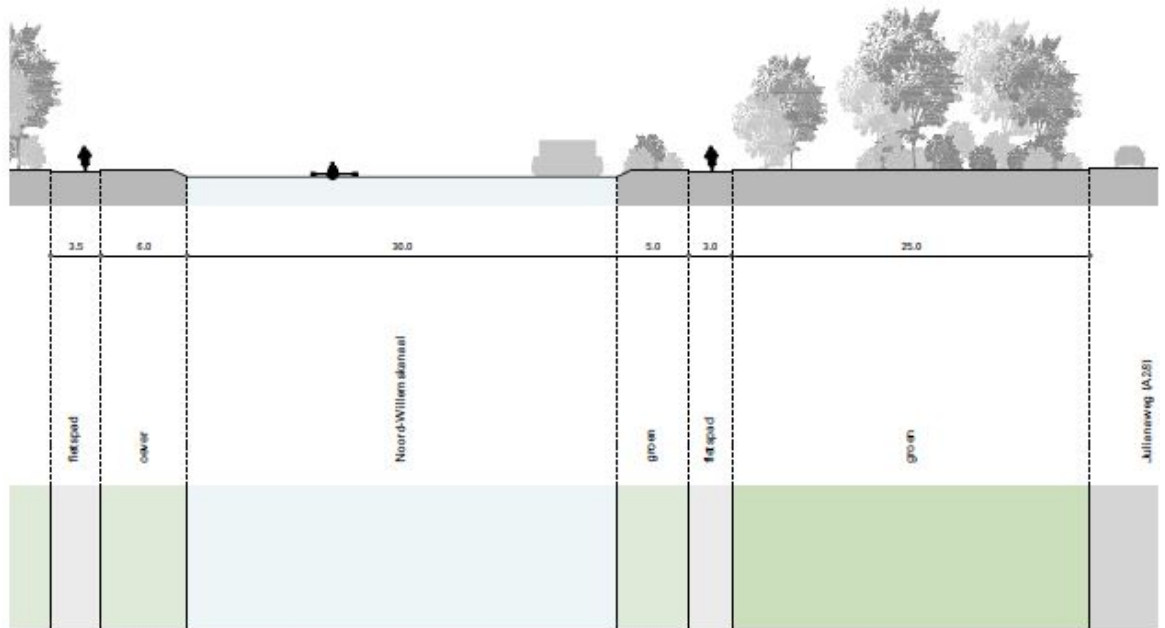 3.5
6.0
30.0
5.0
3.0
25.0
fietspad
oever
Noord-Willemskanaal
groen
fietspad
groen
Julianaweg (A28)